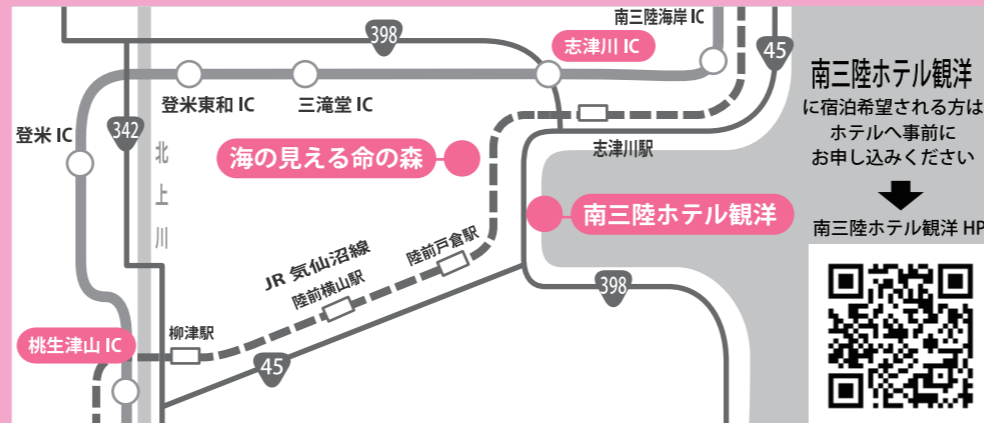 南三陸海岸 IC
398
志津川 IC
45
登米東和 IC
三滝堂 IC
登米 IC
342
北上川
海の見える命の森
志津川駅
南三陸ホテル観洋
JR 気仙沼線
陸前戸倉駅
陸前横山駅
398
柳津駅
桃生津山 IC
45
南三陸ホテル観洋
に宿泊希望される方は
ホテルへ事前に
お申し込みください
南三陸ホテル観洋 HP